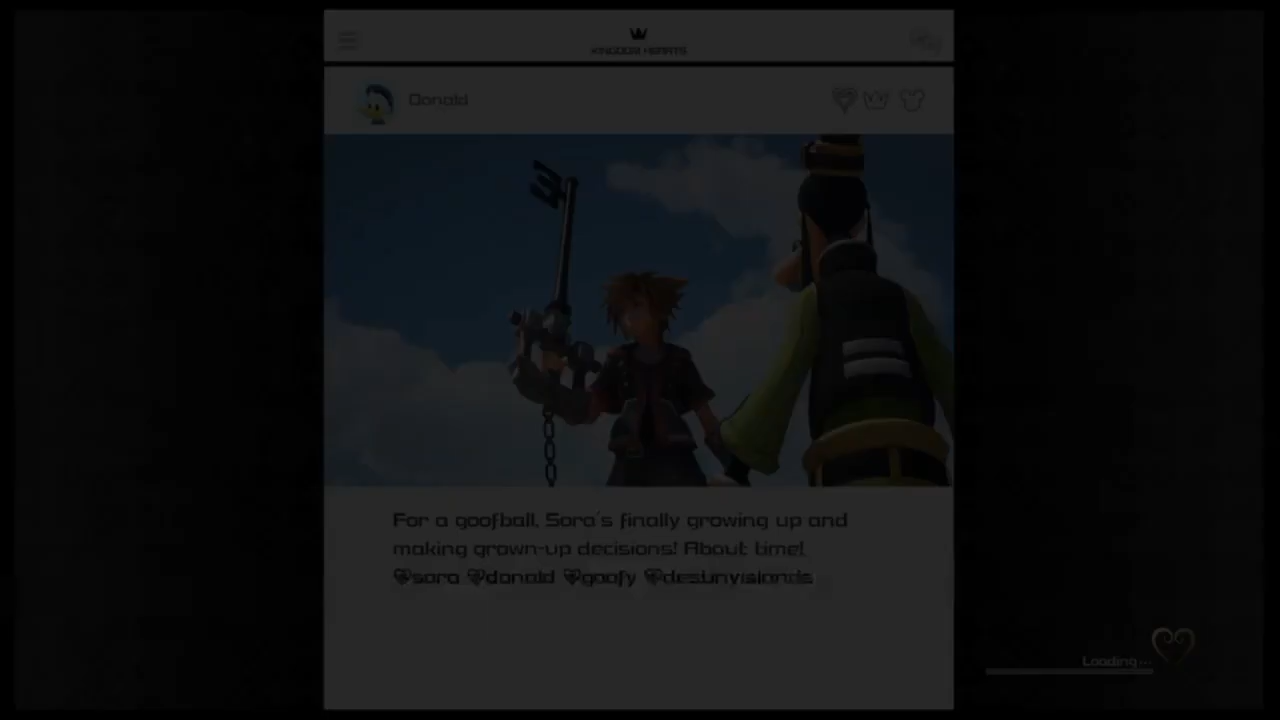 KINGDOM HEARTS
Donald
For a goofball, Sora's finally growing up and
making grown-up decisions! About time!
sora donald goofy destinyislands
Loading...